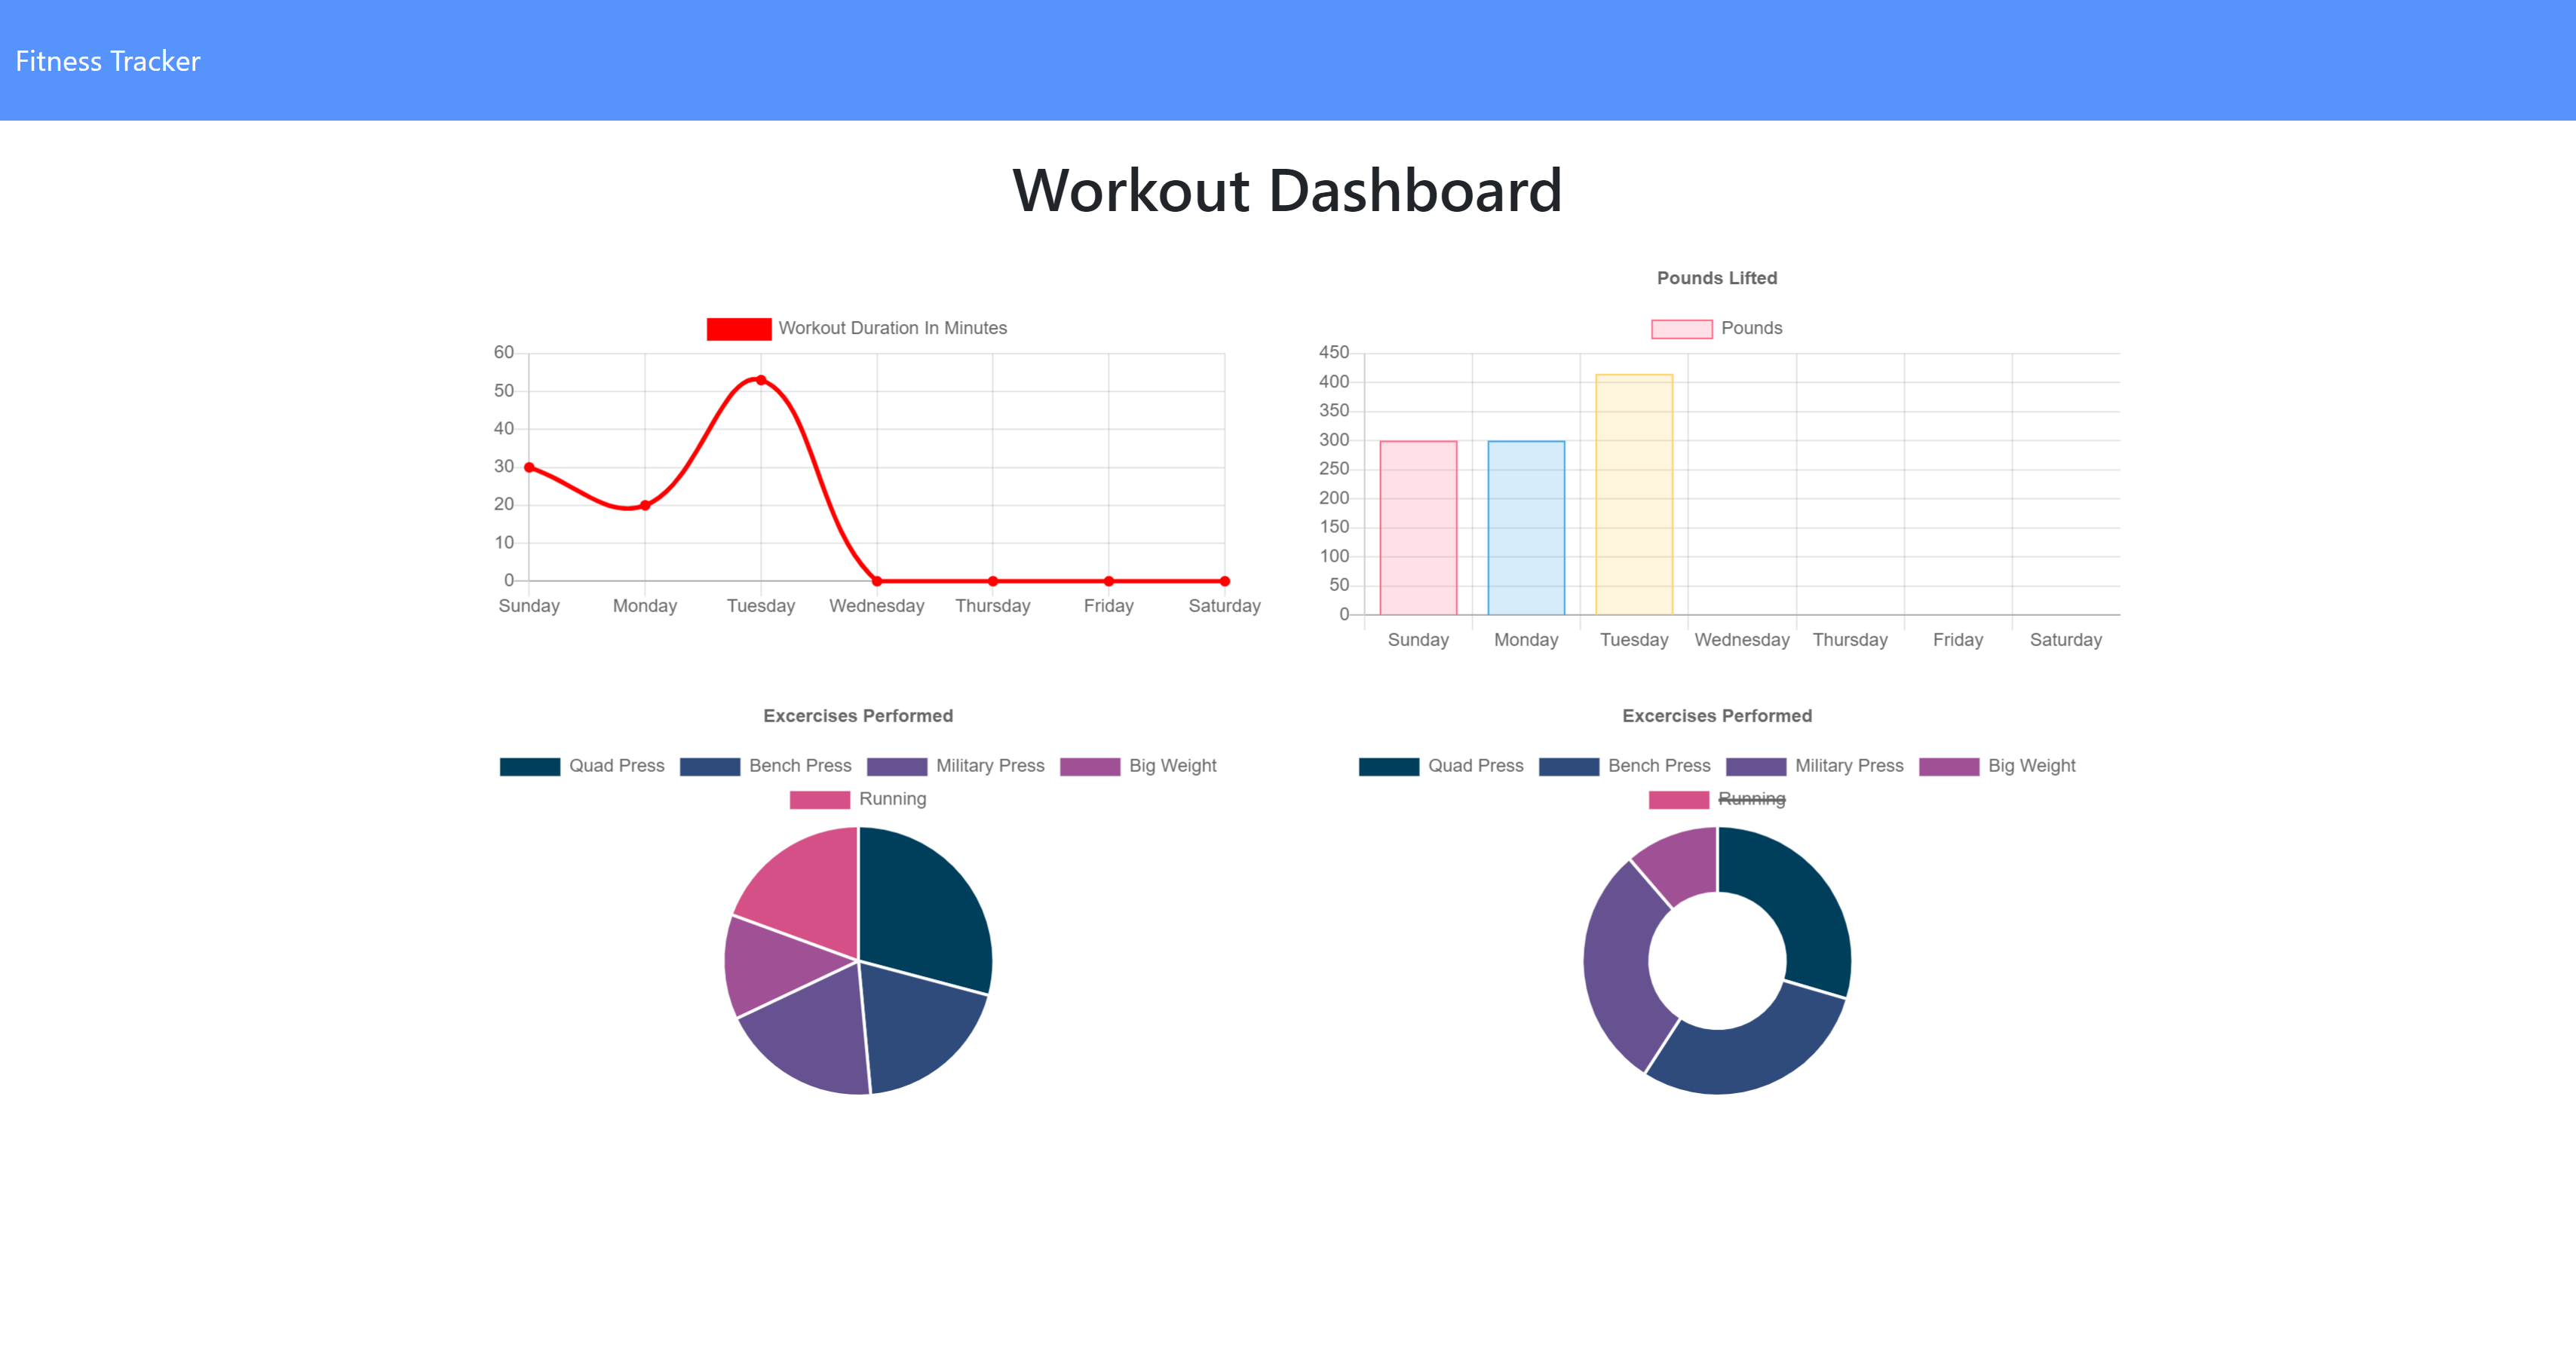 Fitness Tracker
Workout Dashboard
Workout Duration In Minutes
60
50
40
30
20
10
0
Sunday Monday Tuesday Wednesday Thursday Friday Saturday
Pounds Lifted
Pounds
450
400
350
300
250
200
150
100
50
0
Sunday Monday Tuesday Wednesday Thursday Friday Saturday
Excercises Performed
Quad Press Bench Press Military Press Big Weight
Running
Excercises Performed
Quad Press Bench Press Military Press Big Weight
Running